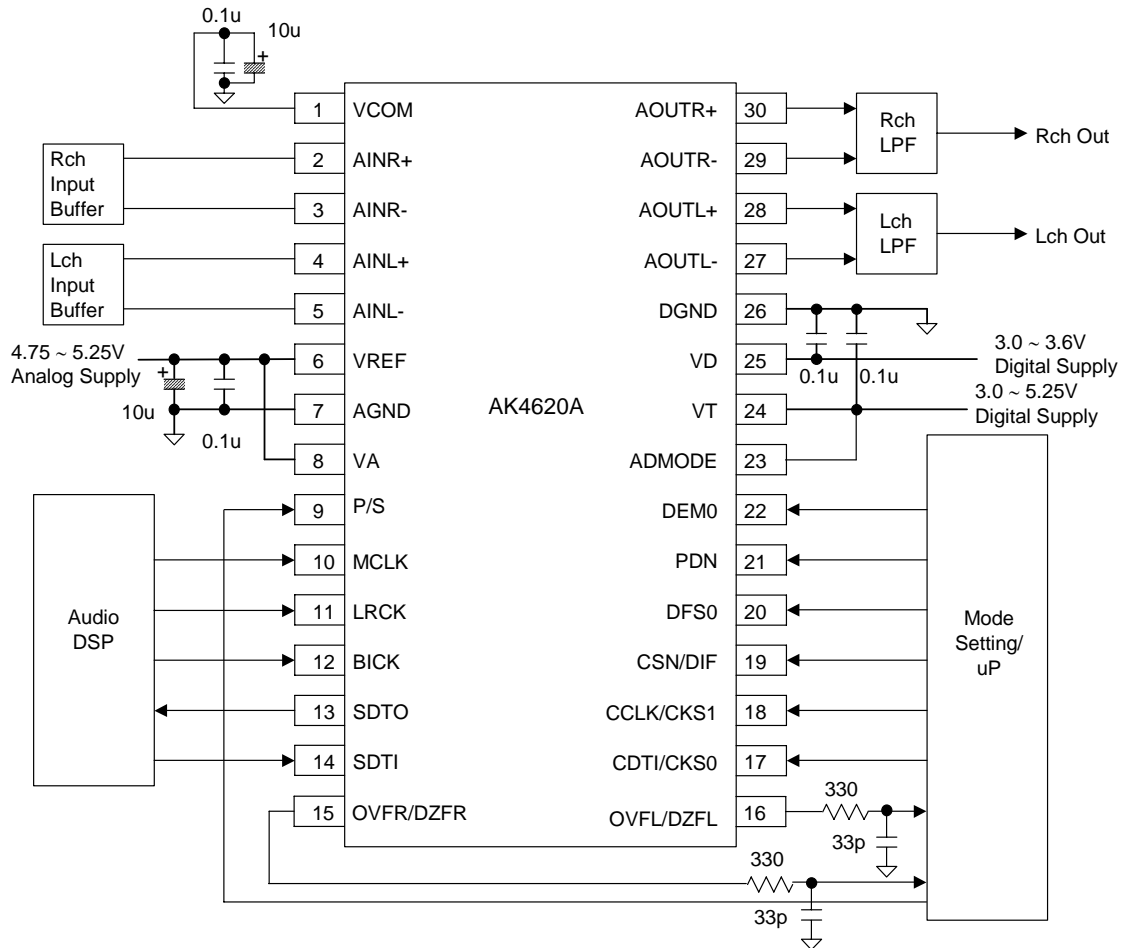 0.1u
10u
+
1 VCOM
AOUTR+ 30
Rch
LPF
Rch Out
Rch
Input
Buffer
2 AINR+
AOUTR- 29
3 AINR-
AOUTL+ 28
Lch
LPF
Lch Out
Lch
Input
Buffer
4 AINL+
AOUTL- 27
5 AINL-
DGND 26
4.75 ~ 5.25V
Analog Supply
+
10u
0.1u
6 VREF
VD 25
0.1u
0.1u
3.0 ~ 3.6V
Digital Supply
7 AGND
AK4620A
VT 24
3.0 ~ 5.25V
Digital Supply
8 VA
ADMODE 23
9 P/S
DEM0 22
10 MCLK
PDN 21
Audio
DSP
11 LRCK
DFS0 20
Mode
Setting/
uP
12 BICK
CSN/DIF 19
13 SDTO
CCLK/CKS1 18
14 SDTI
CDTI/CKS0 17
15 OVFR/DZFR
OVFL/DZFL 16
330
33p
330
33p